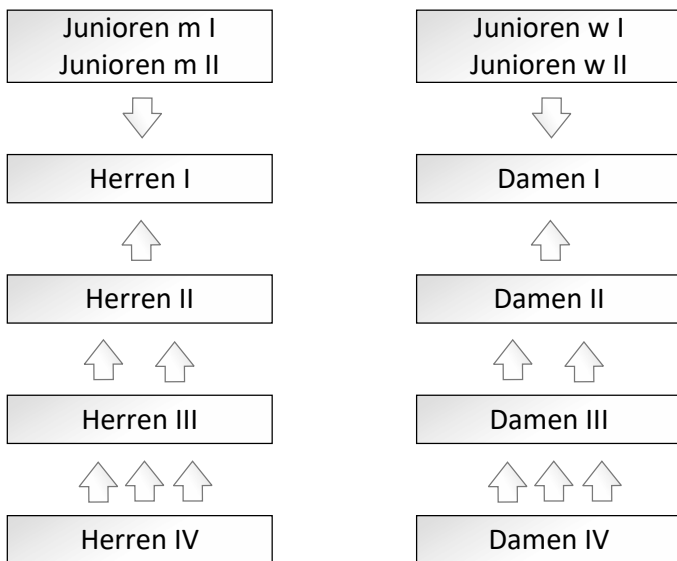 Junioren m I
Junioren m II
Herren I
Herren II
Herren III
Herren IV
Junioren w I
Junioren w II
Damen I
Damen II
Damen III
Damen IV